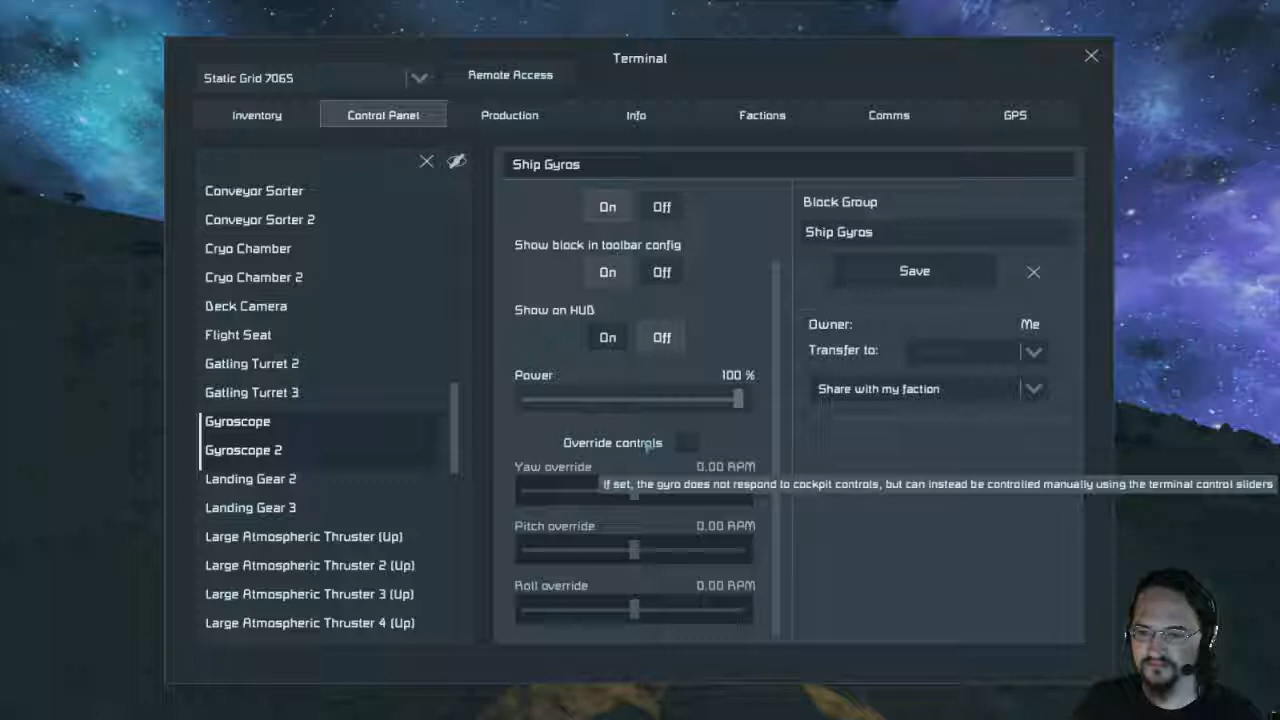 Terminal
Static Grid 7065
Remote Access
Inventory
Control Panel
Production
Info
Factions
Comms
GPS
Conveyor Sorter
Conveyor Sorter 2
Cryo Chamber
Cryo Chamber 2
Deck Camera
Flight Seat
Gatling Turret 2
Gatling Turret 3
Gyroscope
Gyroscope 2
Landing Gear 2
Landing Gear 3
Large Atmospheric Thruster (Up)
Large Atmospheric Thruster 2 (Up)
Large Atmospheric Thruster 3 (Up)
Large Atmospheric Thruster 4 (Up)
Ship Gyros
On Off
Show block in toolbar config
On Off
Show on HUD
On Off
Power 100 %
Override controls
Yaw override 0.00 RPM
If set, the gyro does not respond to cockpit controls, but can instead be controlled manually using the terminal control sliders
Pitch override 0.00 RPM
Roll override 0.00 RPM
Block Group
Ship Gyros
Save
Owner: Me
Transfer to:
Share with my faction